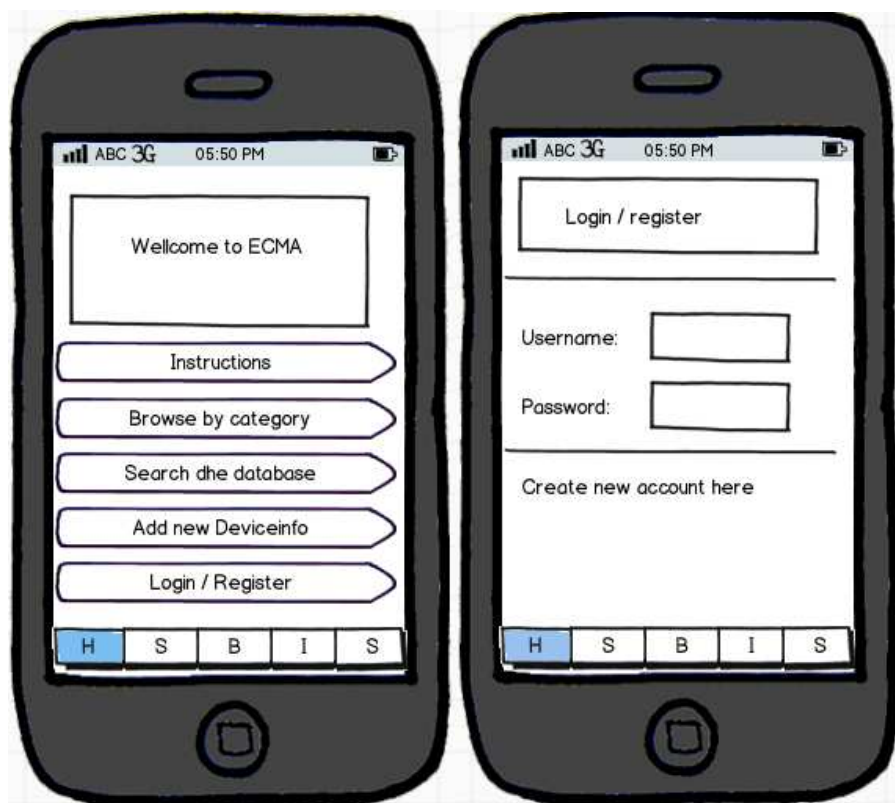 ABC 3G 05:50 PM
Wellcome to ECMA
Instructions
Browse by category
Search dhe database
Add new Deviceinfo
Login / Register
H S B I S
ABC 3G 05:50 PM
Login / register
Username:
Password:
Create new account here
H S B I S